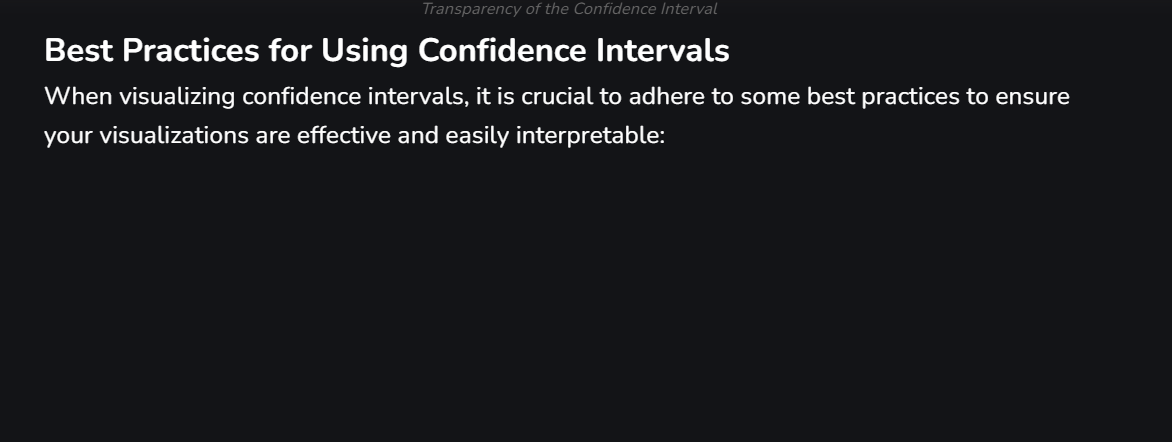 Transparency of the Confidence Interval
Best Practices for Using Confidence Intervals
When visualizing confidence intervals, it is crucial to adhere to some best practices to ensure
your visualizations are effective and easily interpretable: